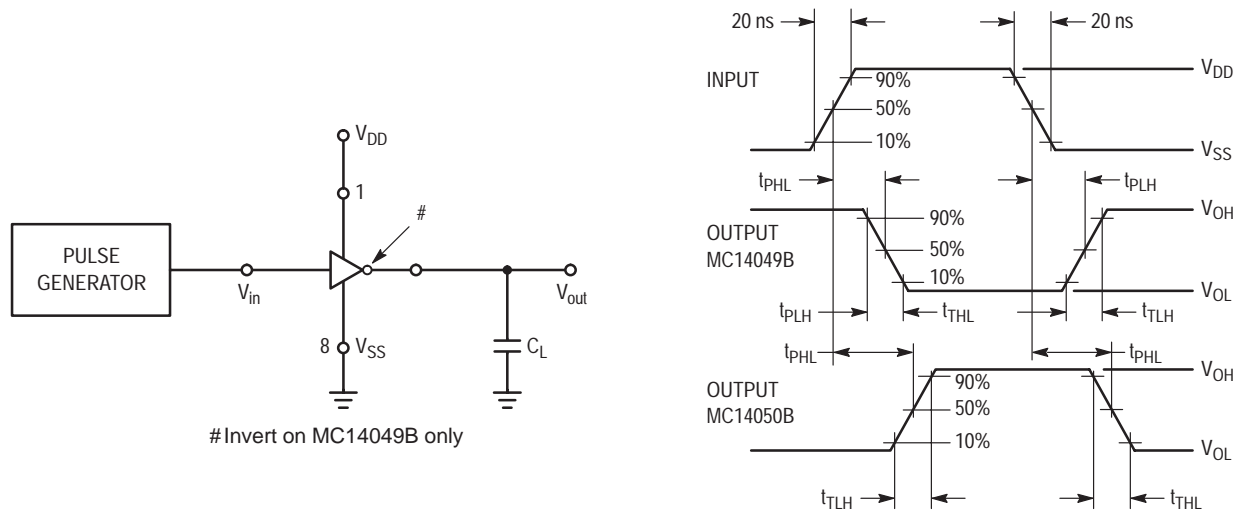 V_DD
1
#
PULSE
GENERATOR
V_in
V_out
8
V_SS
C_L
#Invert on MC14049B only
20 ns
20 ns
INPUT
90%
50%
10%
V_DD
V_SS
t_PHL
t_PLH
OUTPUT
MC14049B
90%
50%
10%
V_OH
V_OL
t_PLH
t_THL
t_TLH
t_PHL
t_PHL
OUTPUT
MC14050B
90%
50%
10%
V_OH
V_OL
t_TLH
t_THL